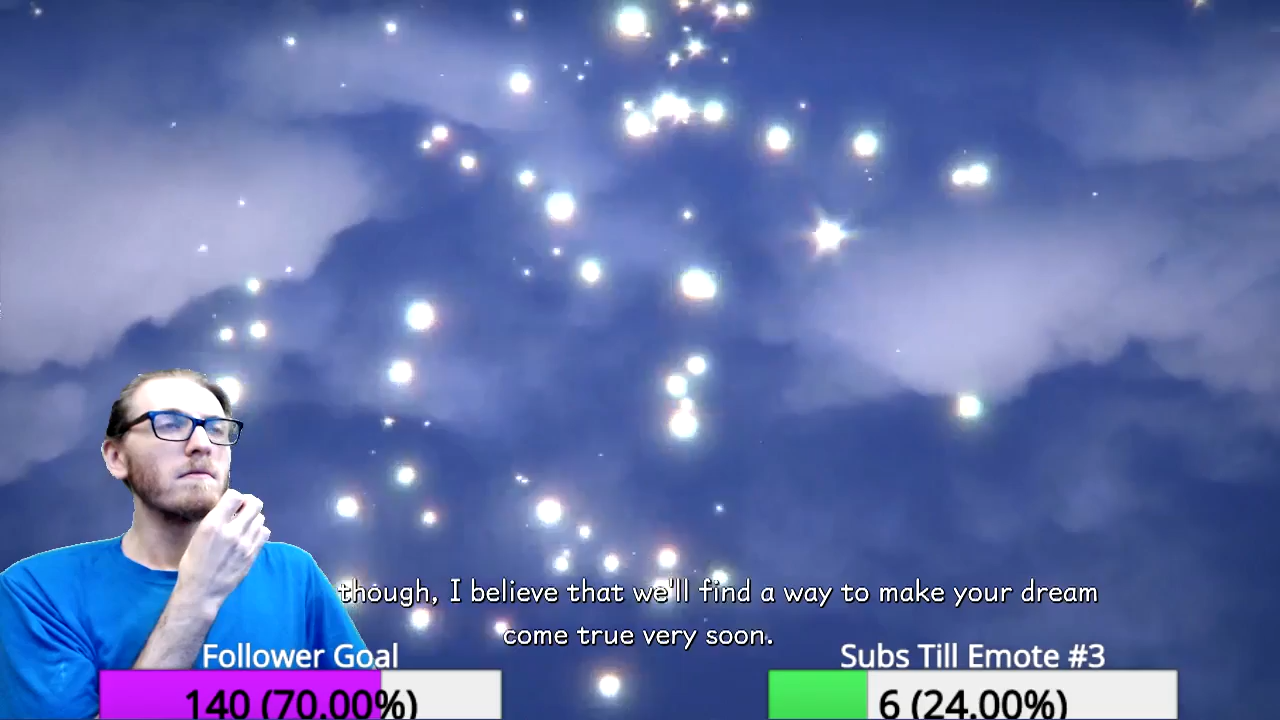 though, I believe that we'll find a way to make your dream
come true very soon.
Follower Goal
Subs Till Emote #3
140 (70.00%)
6 (24.00%)